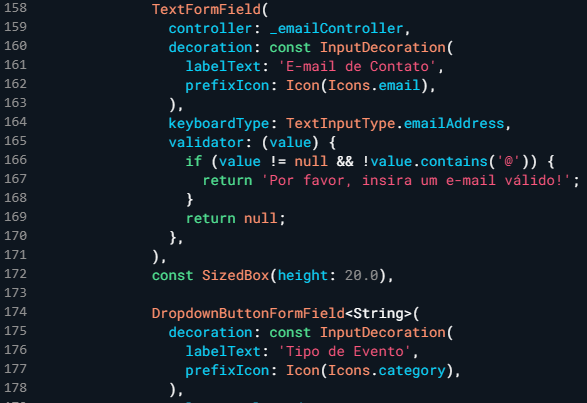 158 TextFormField(
159 controller: _emailController,
160 decoration: const InputDecoration(
161 labelText: 'E-mail de Contato',
162 prefixIcon: Icon(Icons.email),
163 ),
164 keyboardType: TextInputType.emailAddress,
165 validator: (value) {
166 if (value != null && !value.contains('@')) {
167 return 'Por favor, insira um e-mail válido!';
168 }
169 return null;
170 },
171 ),
172 const SizedBox(height: 20.0),
173
174 DropdownButtonFormField<String>(
175 decoration: const InputDecoration(
176 labelText: 'Tipo de Evento',
177 prefixIcon: Icon(Icons.category),
178 ),